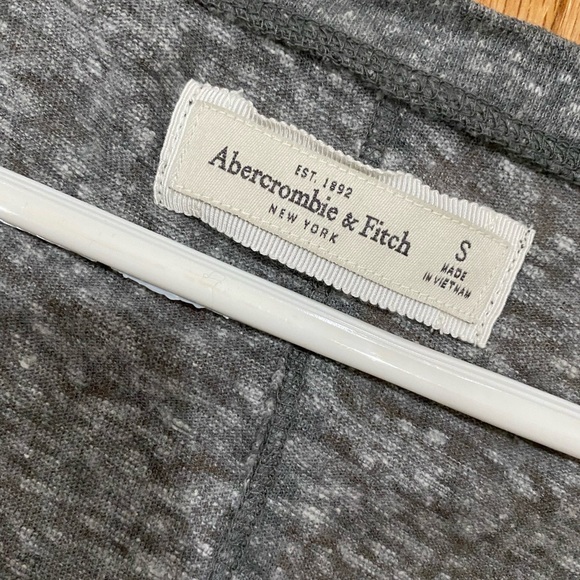 EST. 1892
Abercrombie & Fitch
NEW YORK
S
MADE
IN VIETNAM